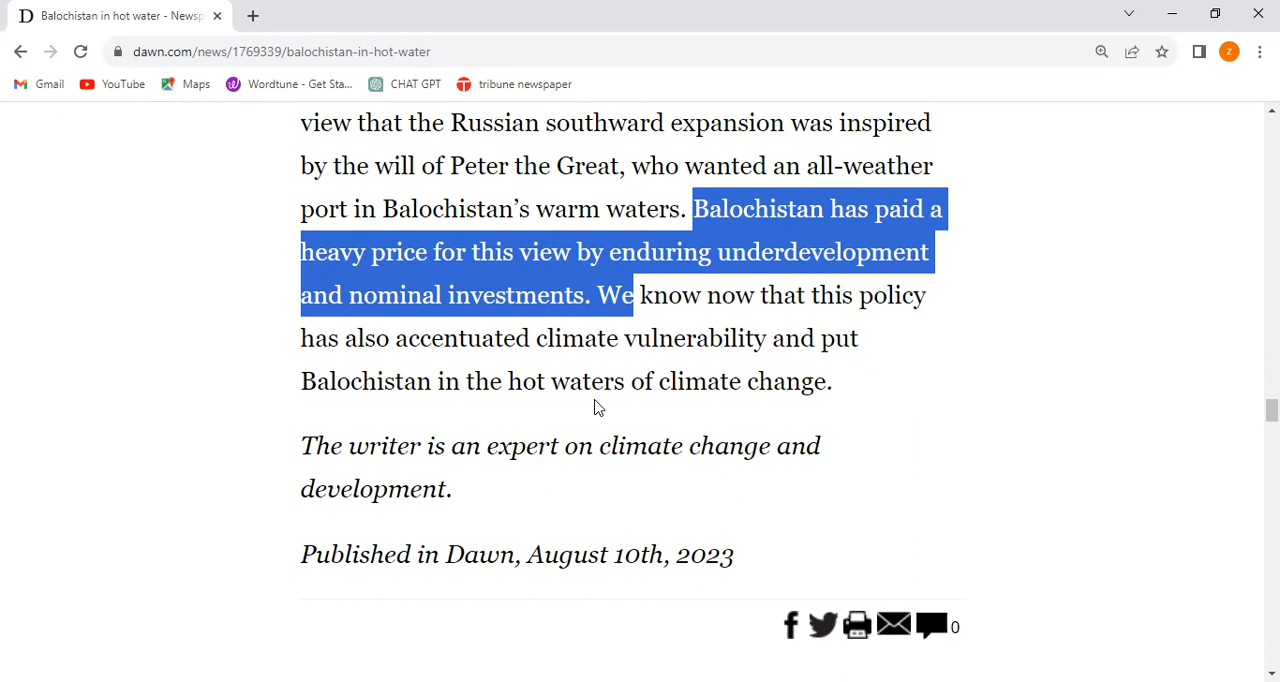 D Balochistan in hot water - Newsp
dawn.com/news/1769339/balochistan-in-hot-water
z
Gmail YouTube Maps Wordtune - Get Sta... CHAT GPT tribune newspaper
view that the Russian southward expansion was inspired
by the will of Peter the Great, who wanted an all-weather
port in Balochistan’s warm waters. Balochistan has paid a
heavy price for this view by enduring underdevelopment
and nominal investments. We know now that this policy
has also accentuated climate vulnerability and put
Balochistan in the hot waters of climate change.
The writer is an expert on climate change and
development.
Published in Dawn, August 10th, 2023
0